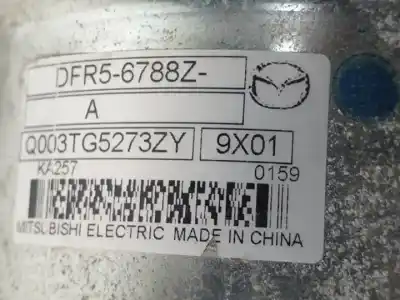 DFR5-6788Z-
A
Q003TG5273ZY 9X01
KA257 0159
MITSUBISHI ELECTRIC MADE IN CHINA